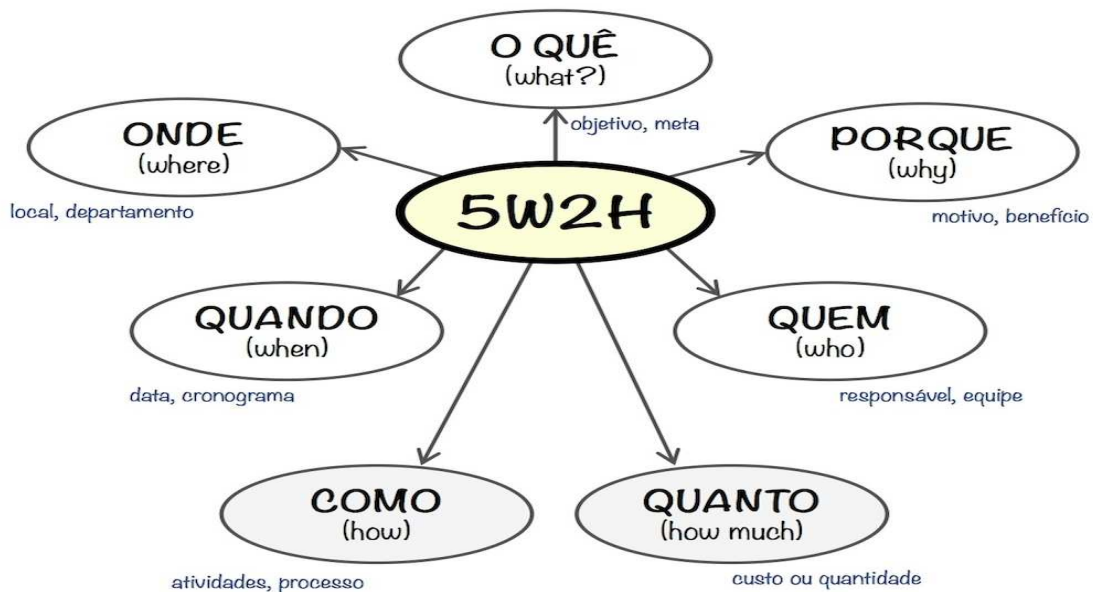 O QUÊ
(what?)
objetivo, meta
ONDE
(where)
local, departamento
PORQUE
(why)
motivo, benefício
5W2H
QUANDO
(when)
data, cronograma
QUEM
(who)
responsável, equipe
COMO
(how)
atividades, processo
QUANTO
(how much)
custo ou quantidade